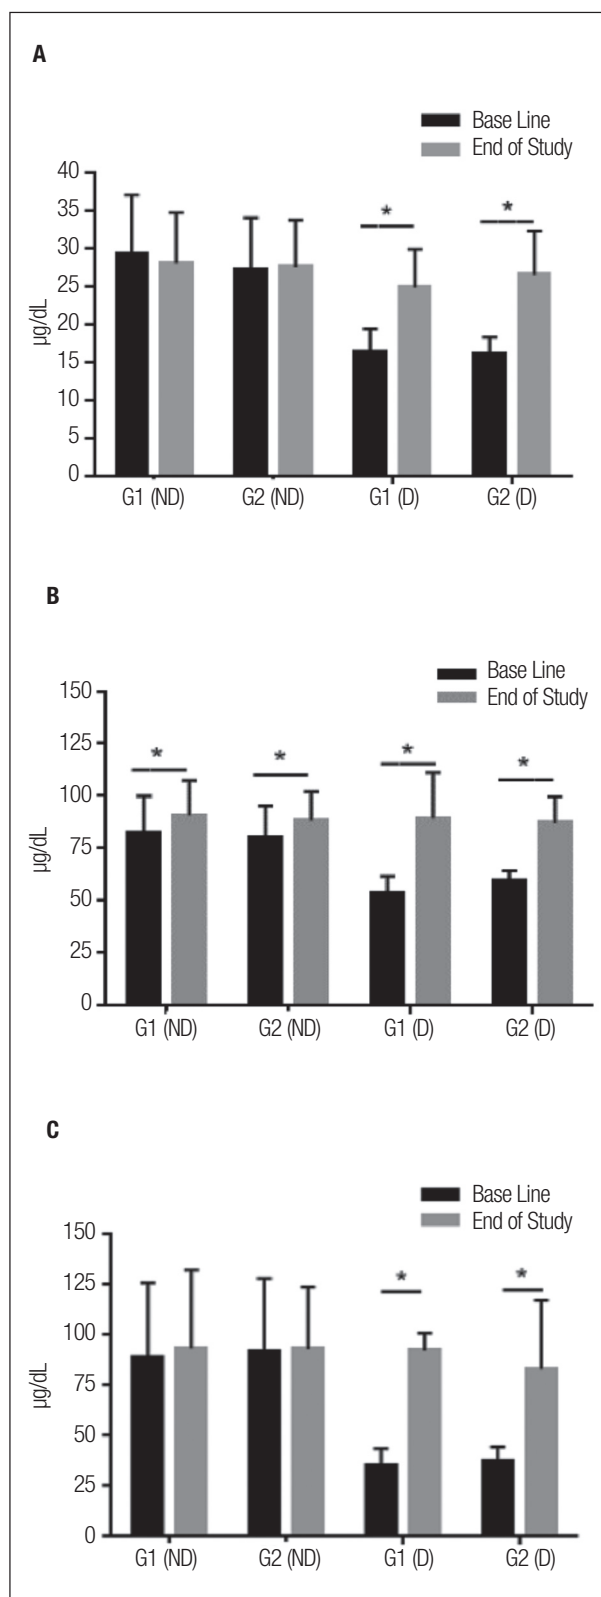 A
Base Line
End of Study
40
35
30
25
20
15
10
5
0
µg/dL
*
*
G1 (ND) G2 (ND) G1 (D) G2 (D)
B
Base Line
End of Study
150
125
100
75
50
25
0
µg/dL
*
*
*
*
G1 (ND) G2 (ND) G1 (D) G2 (D)
C
Base Line
End of Study
150
125
100
75
50
25
0
µg/dL
*
*
G1 (ND) G2 (ND) G1 (D) G2 (D)